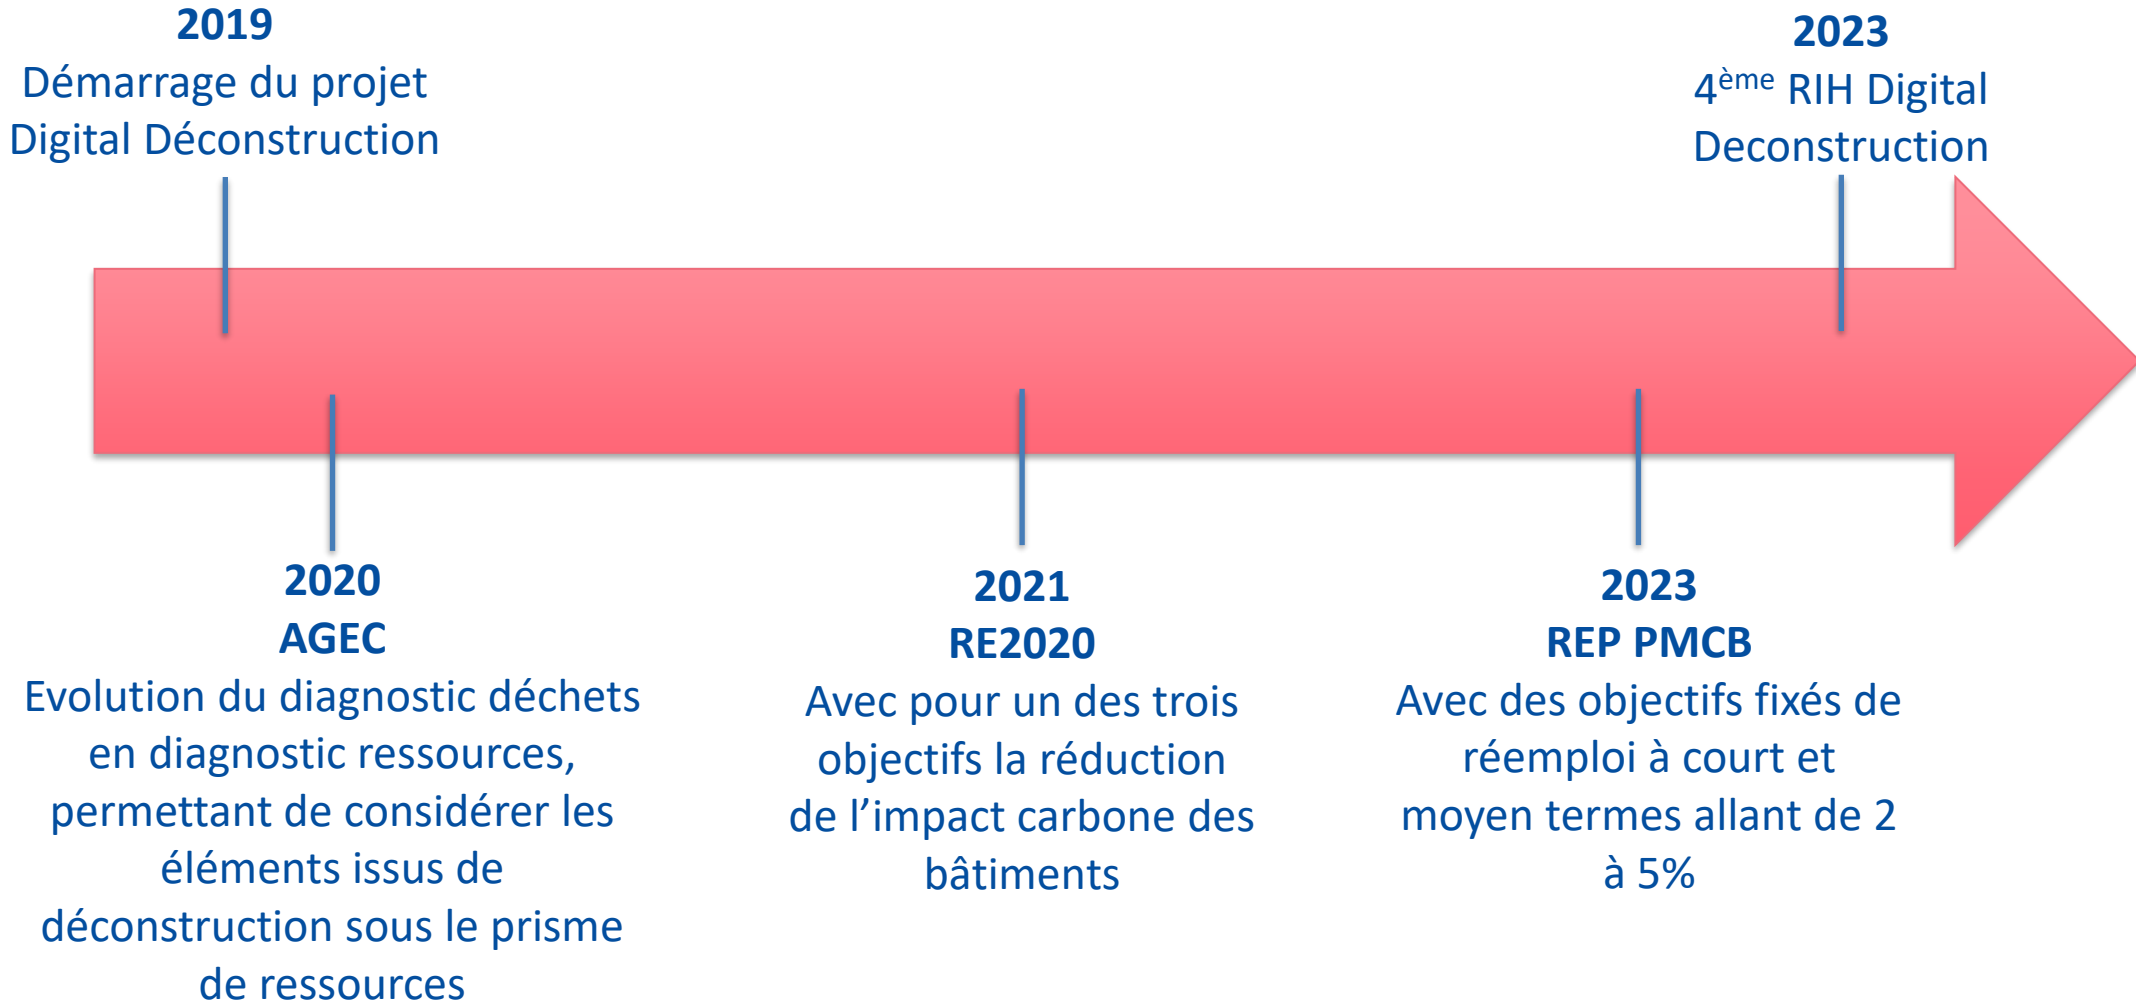 2019
Démarrage du projet
Digital Déconstruction
2023
4ème RIH Digital
Deconstruction
2020
AGEC
Evolution du diagnostic déchets
en diagnostic ressources,
permettant de considérer les
éléments issus de
déconstruction sous le prisme
de ressources
2021
RE2020
Avec pour un des trois
objectifs la réduction
de l’impact carbone des
bâtiments
2023
REP PMCB
Avec des objectifs fixés de
réemploi à court et
moyen termes allant de 2
à 5%